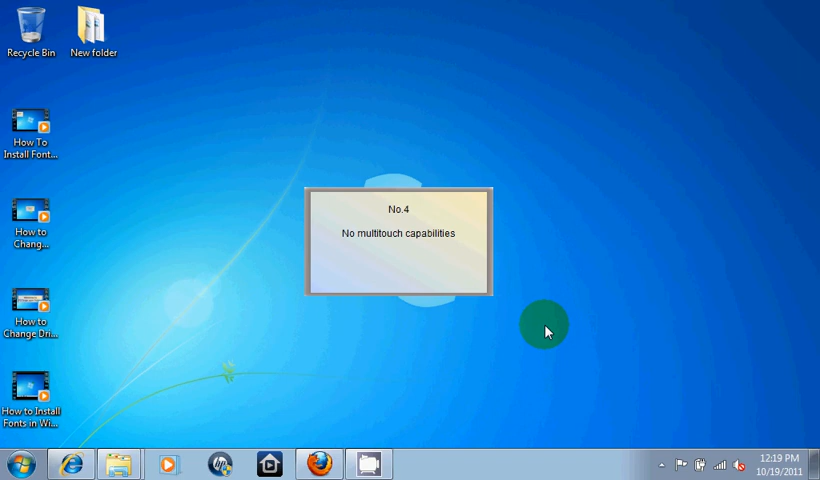 Recycle Bin
New folder
How To
Install Font...
How to
Chang...
How to
Change Dri...
How to Install
Fonts in Wi...
No.4
No multitouch capabilities
hp
12:19 PM
10/19/2011